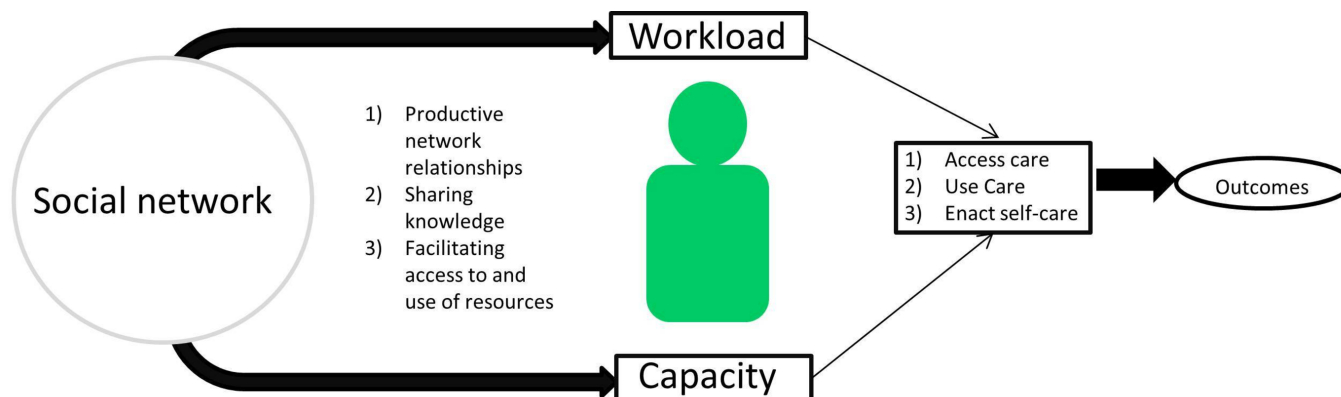 Workload
Social network
1) Productive
network
relationships
2) Sharing
knowledge
3) Facilitating
access to and
use of resources
1) Access care
2) Use Care
3) Enact self-care
Outcomes
Capacity